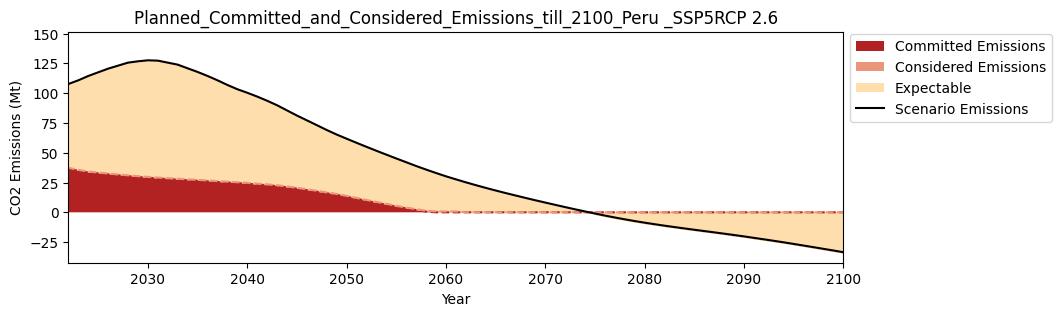 Planned_Committed_and_Considered_Emissions_till_2100_Peru _SSP5RCP 2.6
150
125
100
75
50
25
0
−25
CO2 Emissions (Mt)
2030
2040
2050
2060
2070
2080
2090
2100
Year
Committed Emissions
Considered Emissions
Expectable
Scenario Emissions